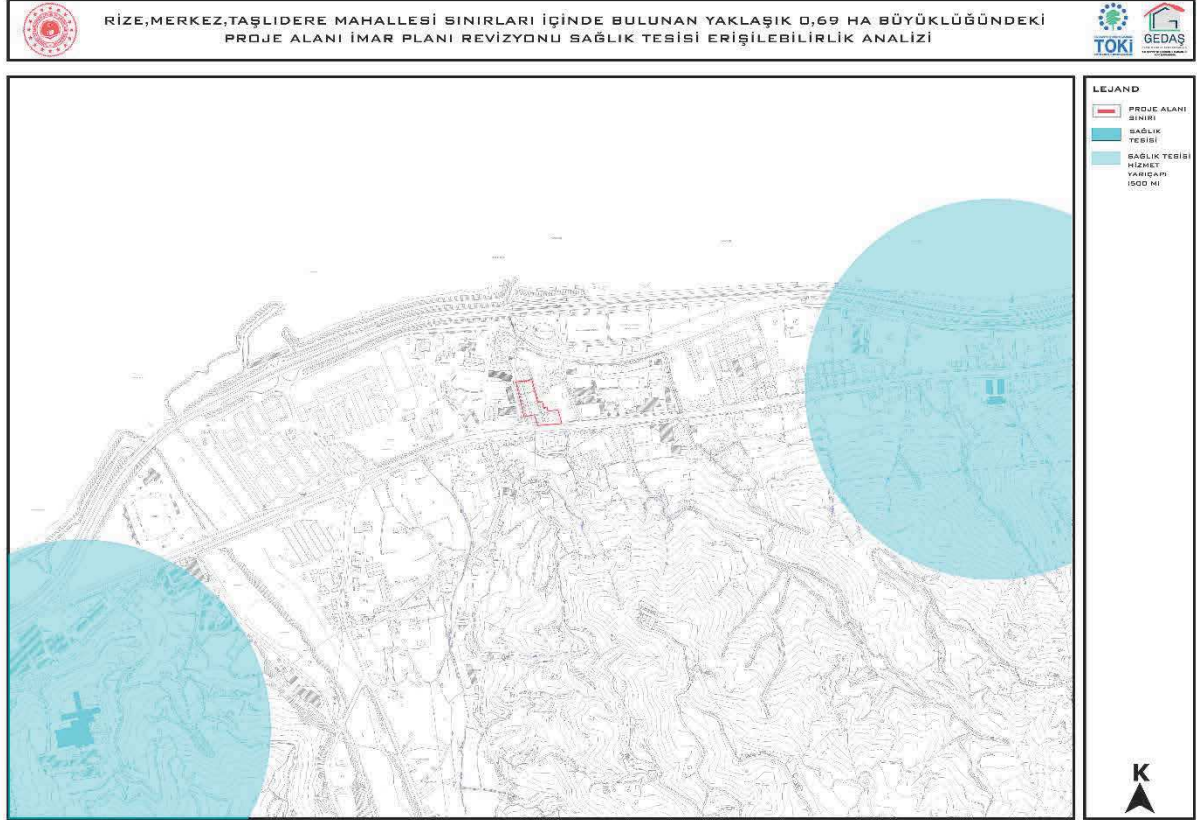 RİZE,MERKEZ,TAŞLIDERE MAHALLESİ SINIRLARI İÇİNDE BULUNAN YAKLAŞIK 0,69 HA BÜYÜKLÜĞÜNDEKİ
PROJE ALANI İMAR PLANI REVİZYONU SAĞLIK TESİSİ ERİŞİLEBİLİRLİK ANALİZİ
TOKİ
GEDAŞ
LEJAND
PROJE ALANI
SINIRI
SAĞLIK
TESİSİ
SAĞLIK TESİSİ
HİZMET
YARIÇAPI
1500 Mt
K